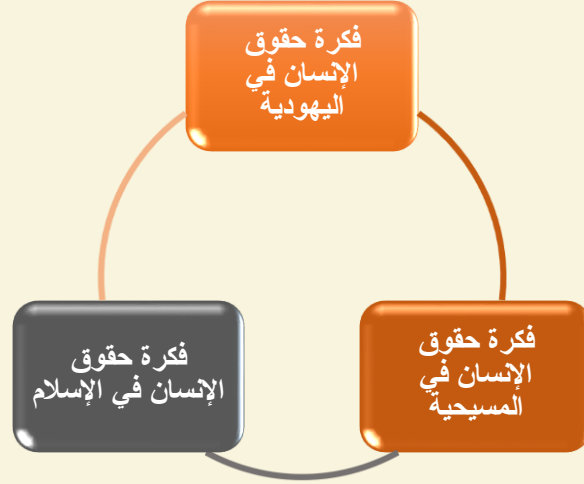 فكرة حقوق
الإنسان في
اليهودية
فكرة حقوق
الإنسان في
المسيحية
فكرة حقوق
الإنسان في الإسلام